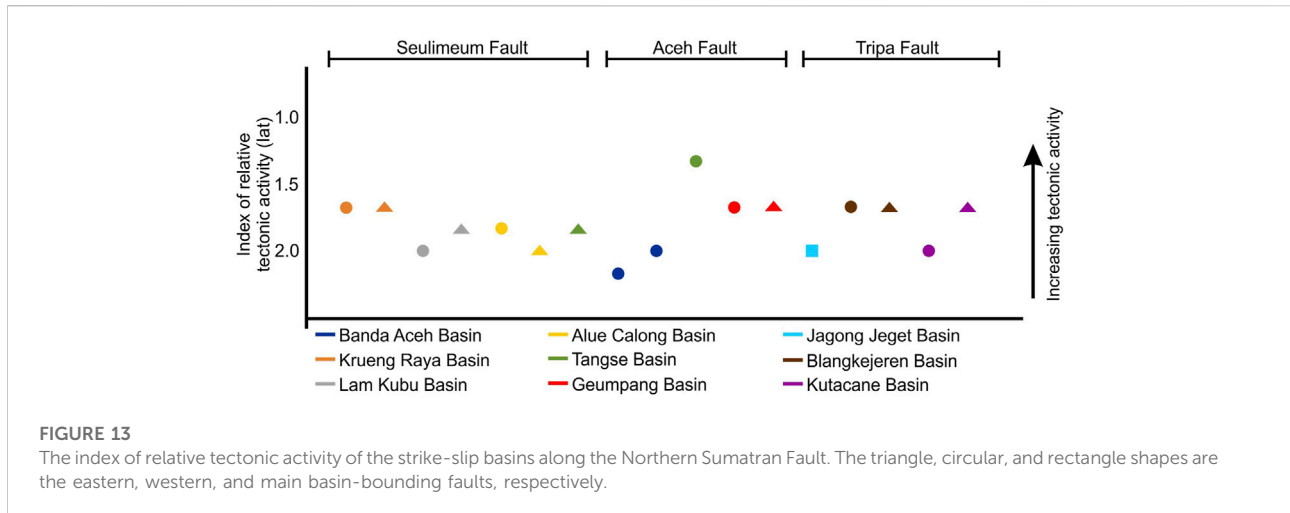 Seulimeum Fault
Aceh Fault
Tripa Fault
Index of relative
tectonic activity (Iat)
1.0
1.5
2.0
Increasing tectonic activity
Banda Aceh Basin
Krueng Raya Basin
Lam Kubu Basin
Alue Calong Basin
Tangse Basin
Geumpang Basin
Jagong Jeget Basin
Blangkejeren Basin
Kutacane Basin
FIGURE 13
The index of relative tectonic activity of the strike-slip basins along the Northern Sumatran Fault. The triangle, circular, and rectangle shapes are
the eastern, western, and main basin-bounding faults, respectively.